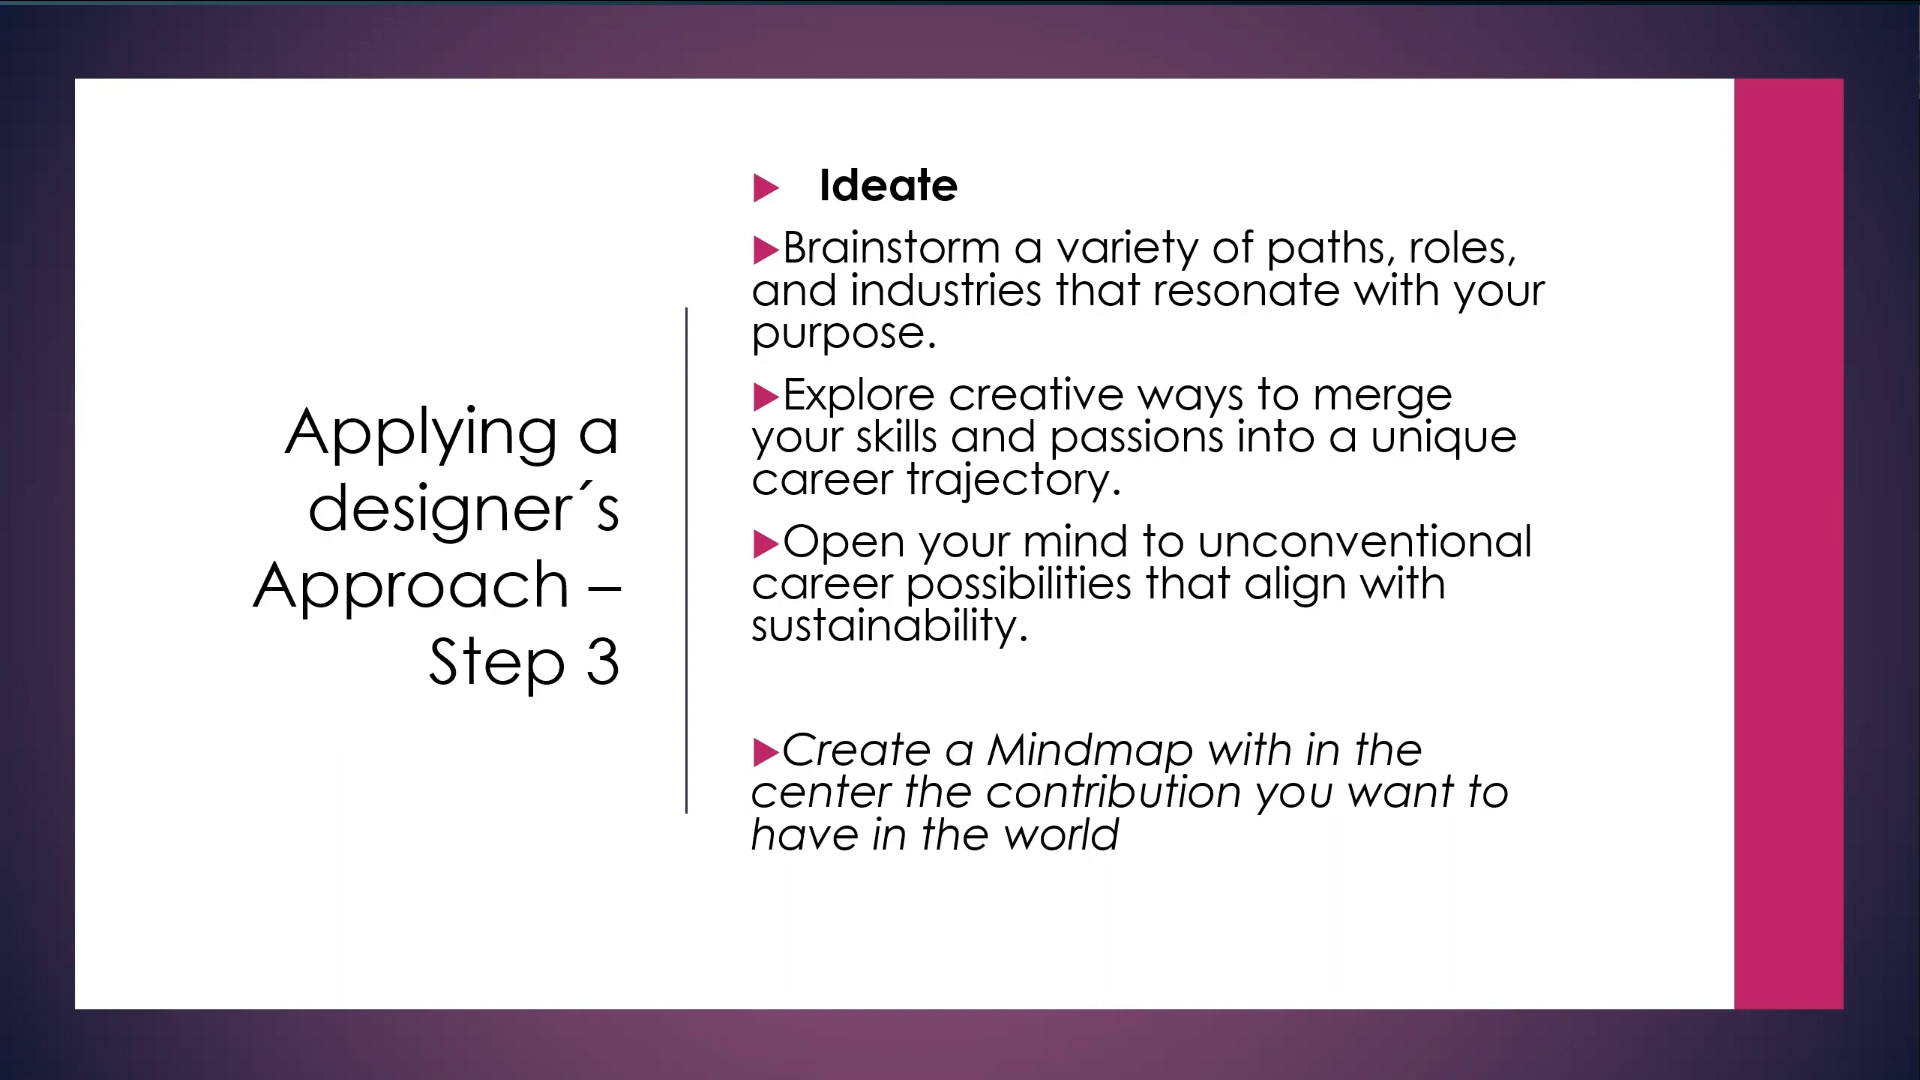 Applying a
designer´s
Approach –
Step 3
Ideate
Brainstorm a variety of paths, roles,
and industries that resonate with your
purpose.
Explore creative ways to merge
your skills and passions into a unique
career trajectory.
Open your mind to unconventional
career possibilities that align with
sustainability.
Create a Mindmap with in the
center the contribution you want to
have in the world